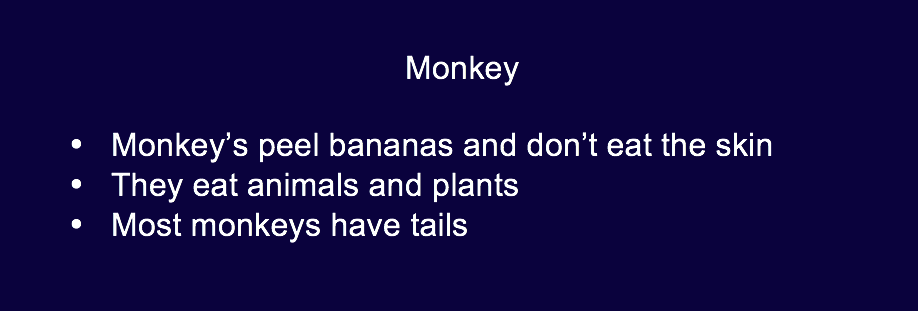 Monkey
• Monkey’s peel bananas and don’t eat the skin
• They eat animals and plants
• Most monkeys have tails